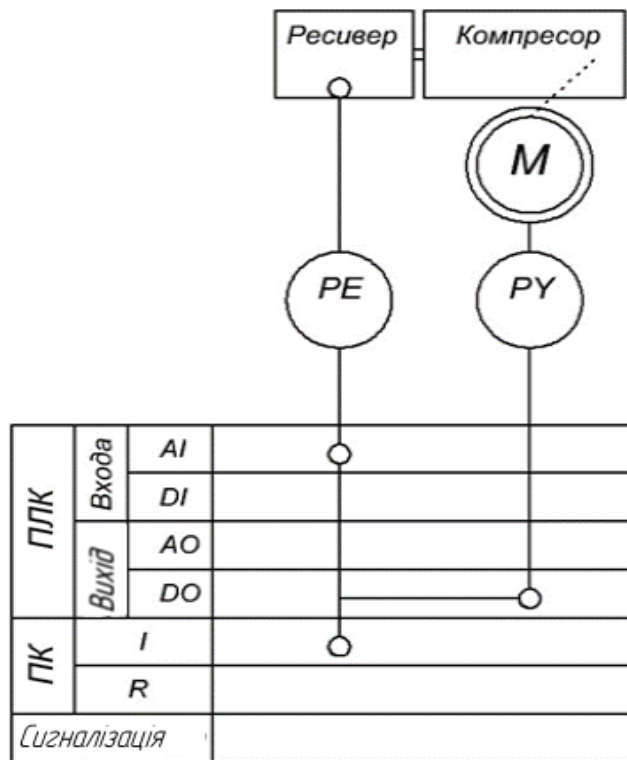 Ресивер
Компресор
M
PE
PY
ПЛК
Входа
AI
DI
Вихід
AO
DO
ПК
I
R
Сигналізація